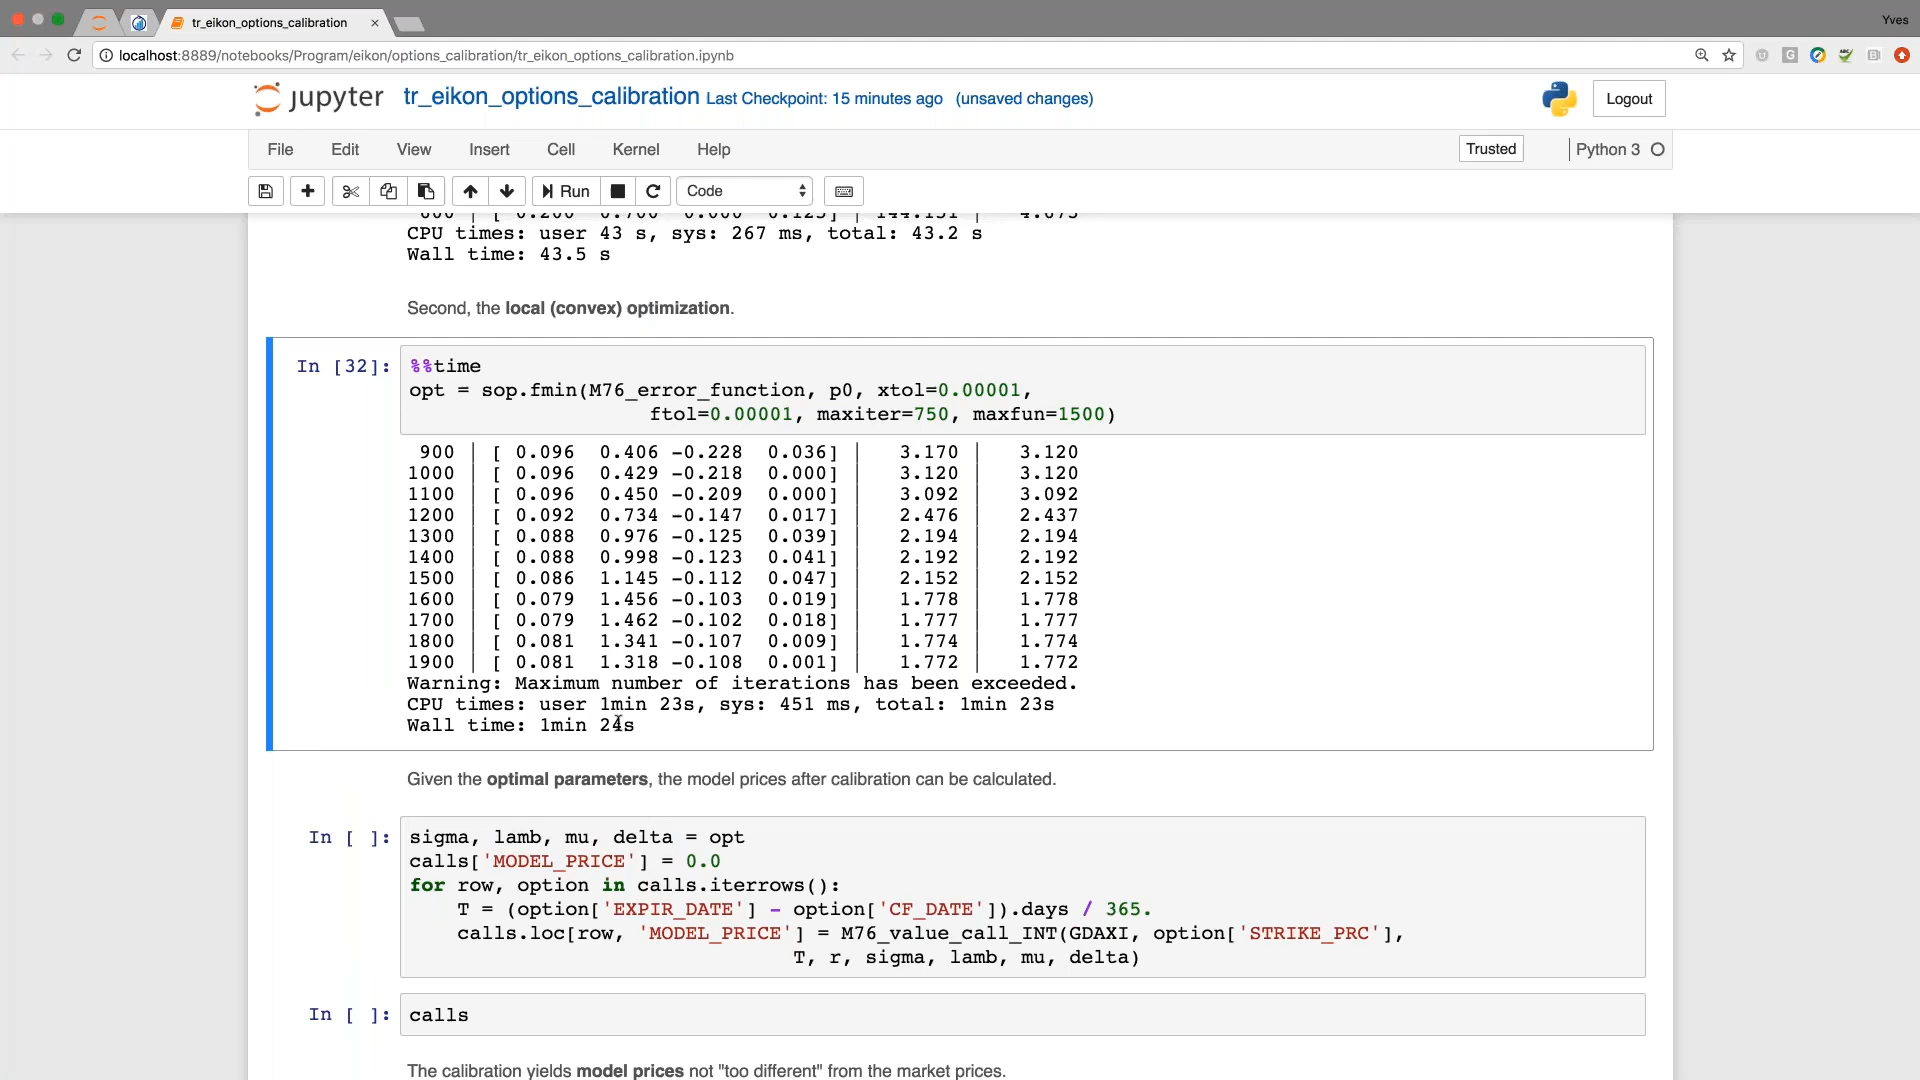 tr_eikon_options_calibration
Yves
localhost:8889/notebooks/Program/eikon/options_calibration/tr_eikon_options_calibration.ipynb
jupyter tr_eikon_options_calibration Last Checkpoint: 15 minutes ago (unsaved changes)
Logout
File Edit View Insert Cell Kernel Help
Trusted
Python 3
Run
Code
CPU times: user 43 s, sys: 267 ms, total: 43.2 s
Wall time: 43.5 s
Second, the local (convex) optimization.
In [32]: %%time
opt = sop.fmin(M76_error_function, p0, xtol=0.00001,
ftol=0.00001, maxiter=750, maxfun=1500)
900 | [ 0.096 0.406 -0.228 0.036] | 3.170 | 3.120
1000 | [ 0.096 0.429 -0.218 0.000] | 3.120 | 3.120
1100 | [ 0.096 0.450 -0.209 0.000] | 3.092 | 3.092
1200 | [ 0.092 0.734 -0.147 0.017] | 2.476 | 2.437
1300 | [ 0.088 0.976 -0.125 0.039] | 2.194 | 2.194
1400 | [ 0.088 0.998 -0.123 0.041] | 2.192 | 2.192
1500 | [ 0.086 1.145 -0.112 0.047] | 2.152 | 2.152
1600 | [ 0.079 1.456 -0.103 0.019] | 1.778 | 1.778
1700 | [ 0.079 1.462 -0.102 0.018] | 1.777 | 1.777
1800 | [ 0.081 1.341 -0.107 0.009] | 1.774 | 1.774
1900 | [ 0.081 1.318 -0.108 0.001] | 1.772 | 1.772
Warning: Maximum number of iterations has been exceeded.
CPU times: user 1min 23s, sys: 451 ms, total: 1min 23s
Wall time: 1min 24s
Given the optimal parameters, the model prices after calibration can be calculated.
In [ ]: sigma, lamb, mu, delta = opt
calls['MODEL_PRICE'] = 0.0
for row, option in calls.iterrows():
T = (option['EXPIR_DATE'] - option['CF_DATE']).days / 365.
calls.loc[row, 'MODEL_PRICE'] = M76_value_call_INT(GDAXI, option['STRIKE_PRC'],
T, r, sigma, lamb, mu, delta)
In [ ]: calls
The calibration yields model prices not "too different" from the market prices.